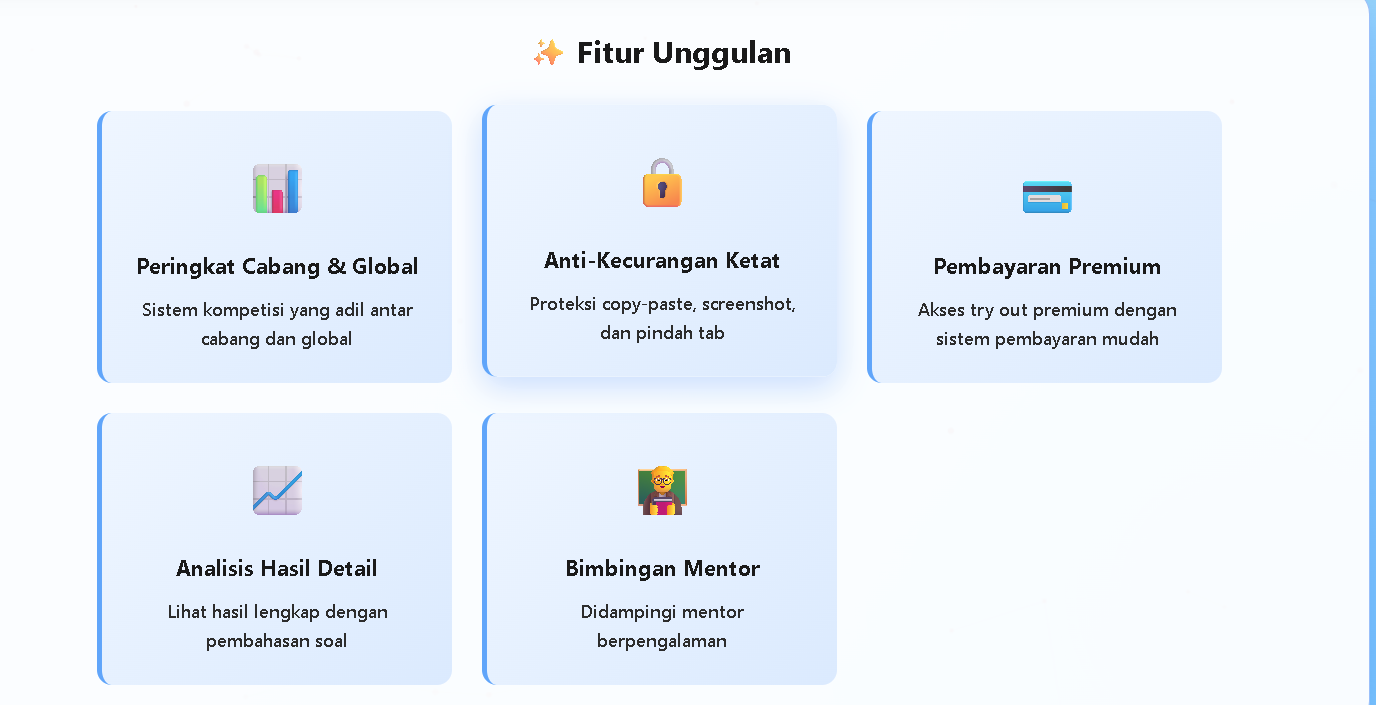 Fitur Unggulan
Peringkat Cabang & Global
Sistem kompetisi yang adil antar
cabang dan global
Anti-Kecurangan Ketat
Proteksi copy-paste, screenshot,
dan pindah tab
Pembayaran Premium
Akses try out premium dengan
sistem pembayaran mudah
Analisis Hasil Detail
Lihat hasil lengkap dengan
pembahasan soal
Bimbingan Mentor
Didampingi mentor
berpengalaman